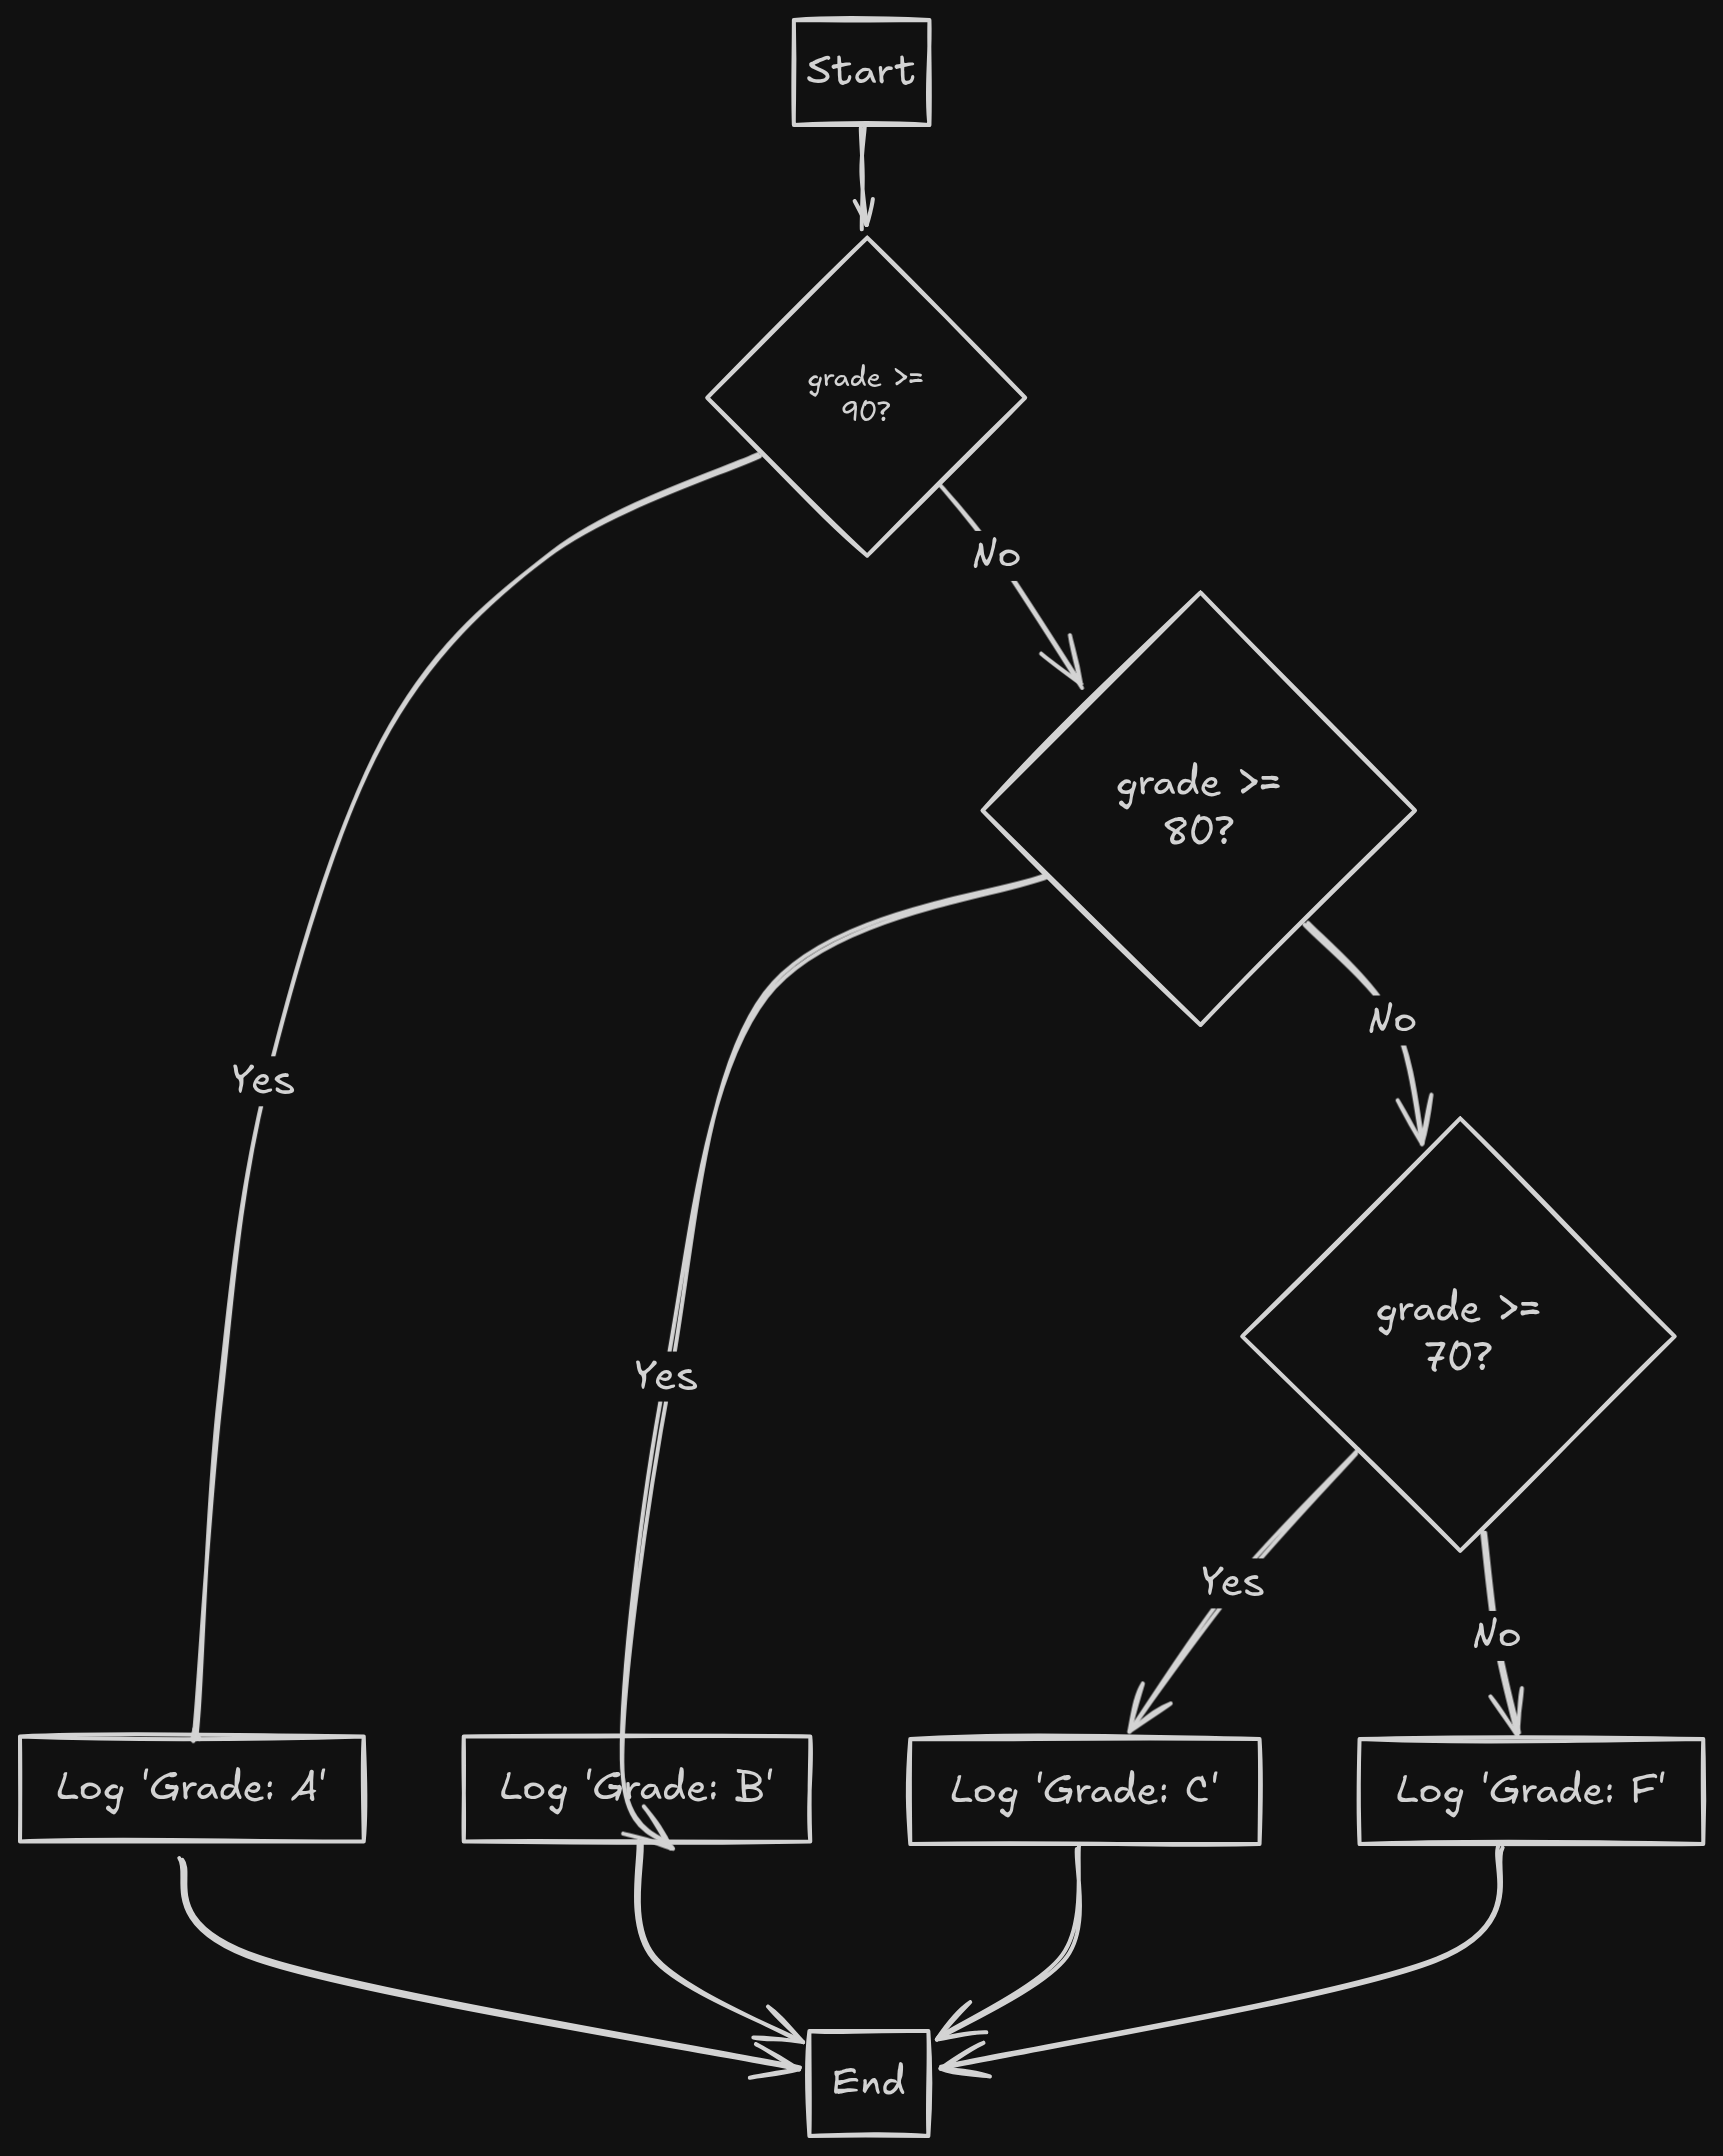 Start
grade >=
90?
No
grade >=
80?
No
Yes
grade >=
70?
Yes
Yes
No
Log 'Grade: A'
Log 'Grade: B'
Log 'Grade: C'
Log 'Grade: F'
End